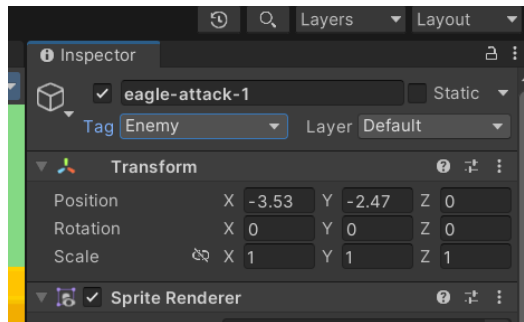 Layers Layout
Inspector
eagle-attack-1 Static
Tag Enemy Layer Default
Transform
Position X -3.53 Y -2.47 Z 0
Rotation X 0 Y 0 Z 0
Scale X 1 Y 1 Z 1
Sprite Renderer